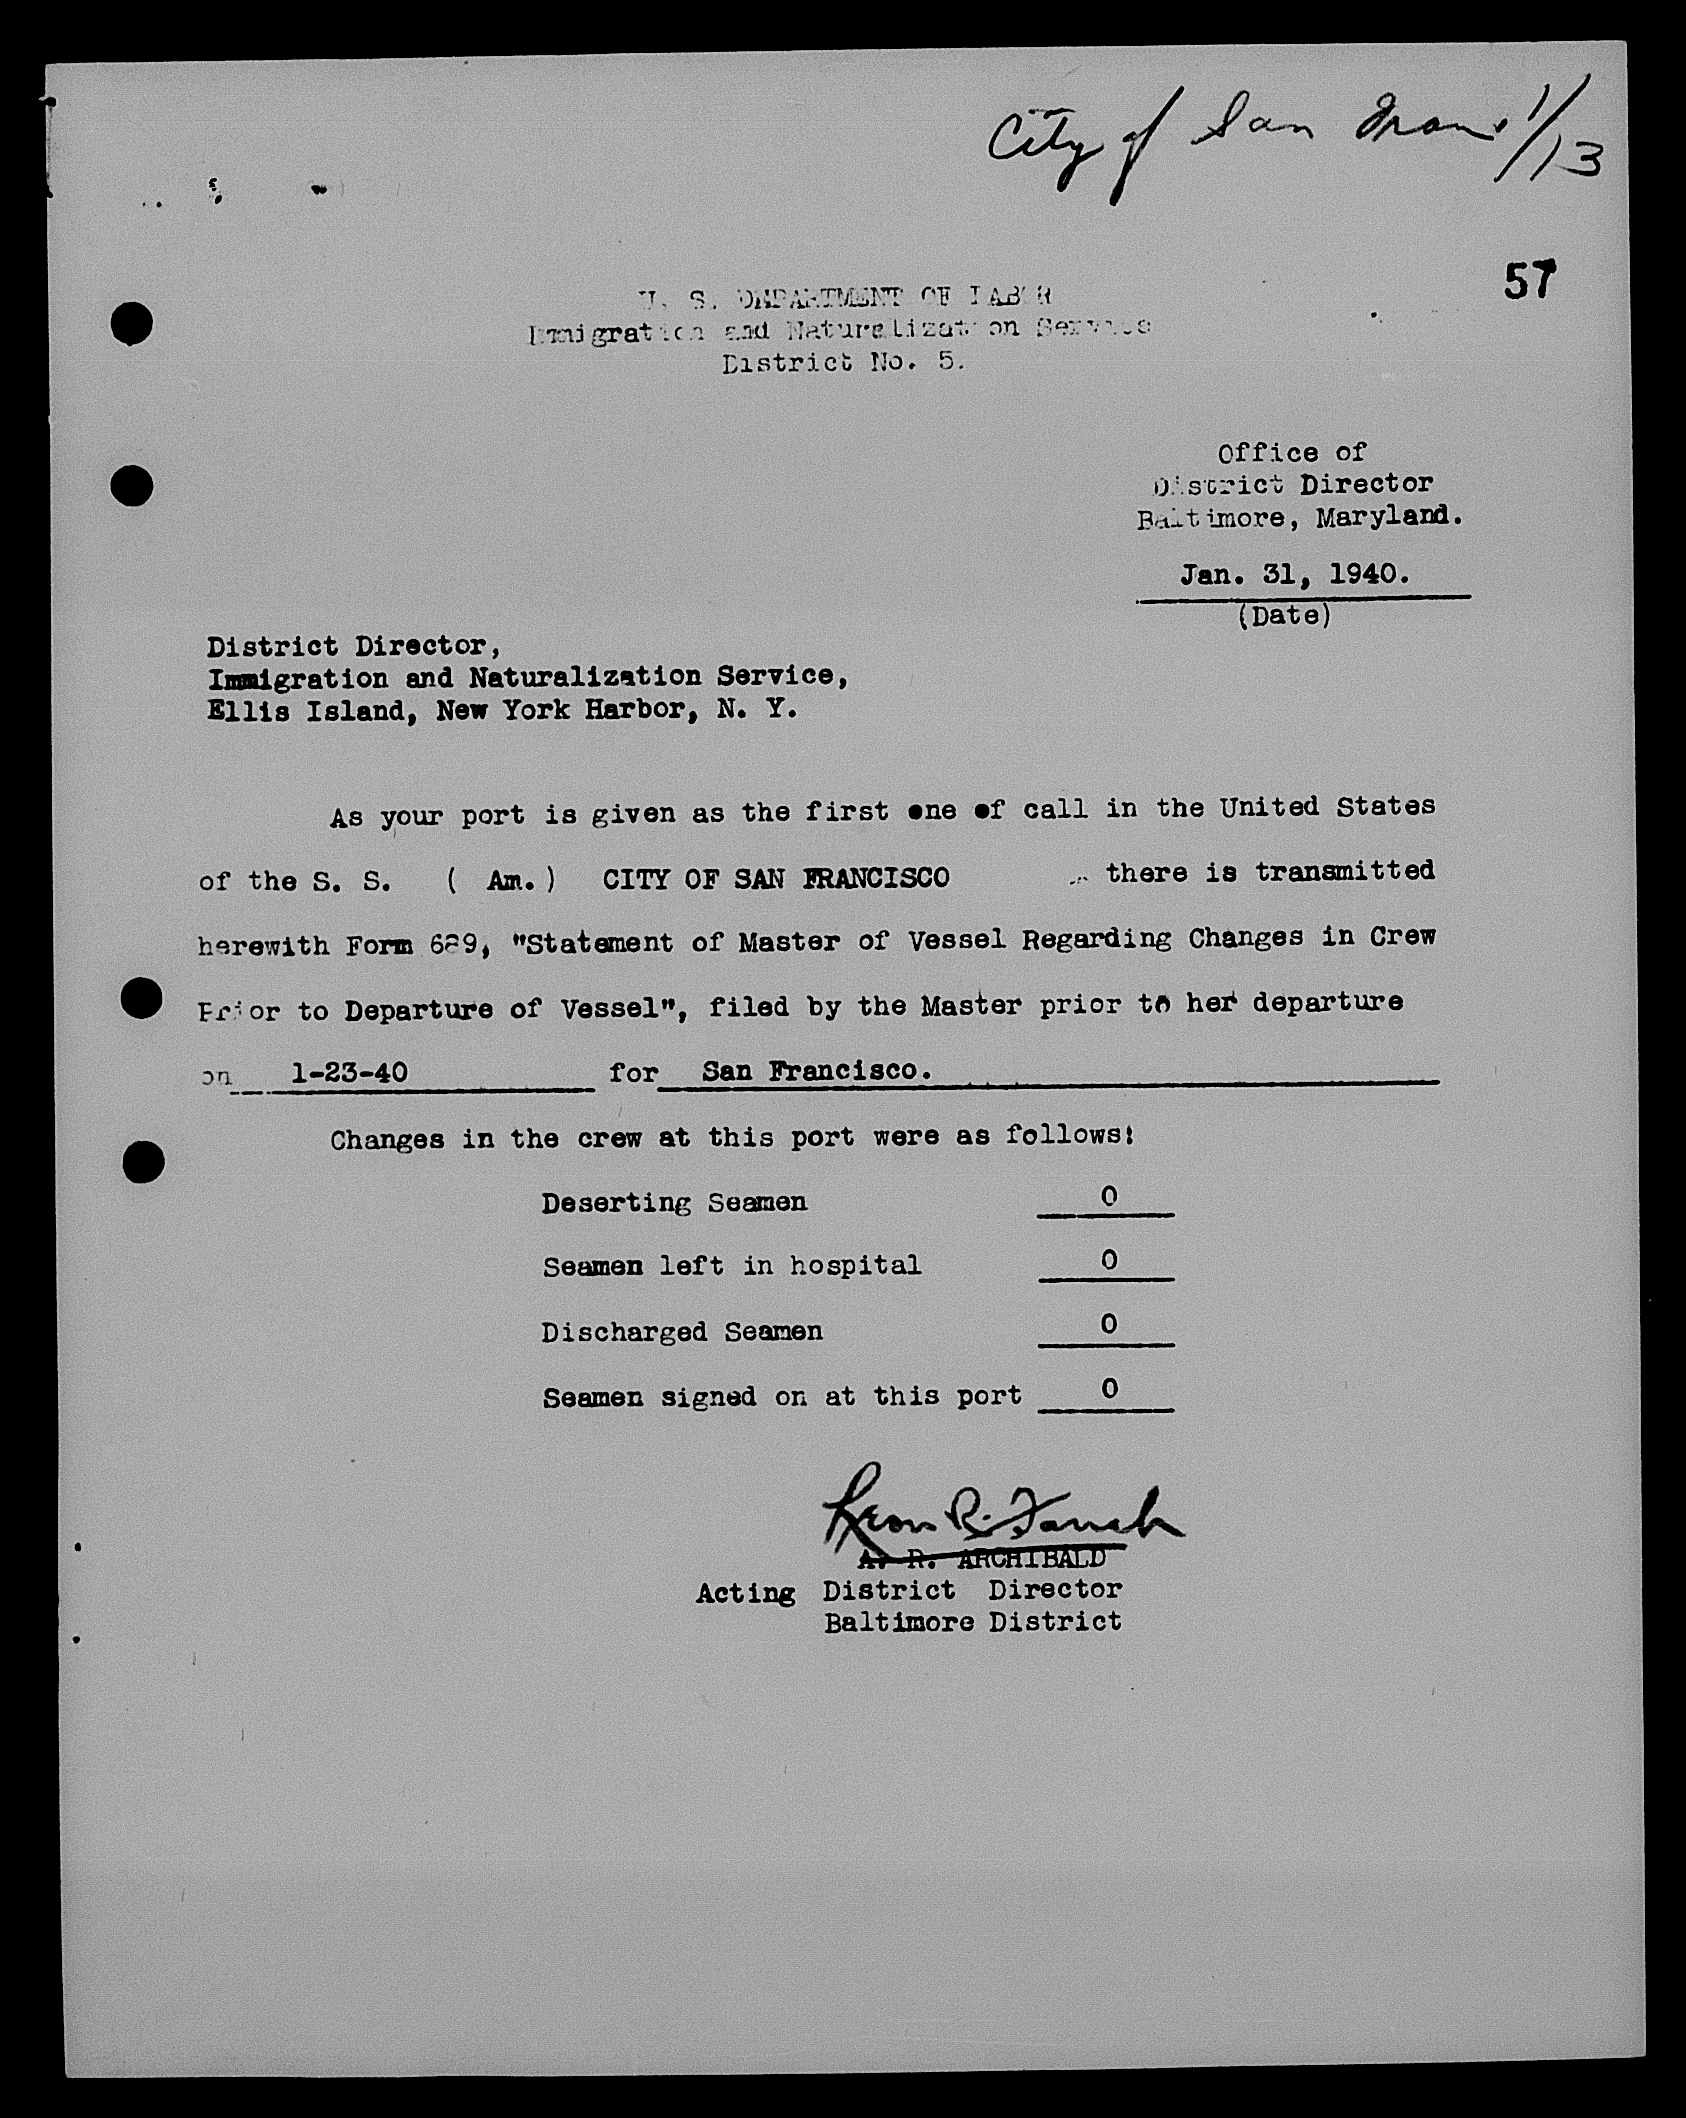 City of San Fran. 1/13
57
U. S. DEPARTMENT OF LABOR
Immigration and Naturalization Service
District No. 5.
Office of
District Director
Baltimore, Maryland.
Jan. 31, 1940.
(Date)
District Director,
Immigration and Naturalization Service,
Ellis Island, New York Harbor, N. Y.
As your port is given as the first one of call in the United States
of the S. S. ( Am. ) CITY OF SAN FRANCISCO there is transmitted
herewith Form 689, "Statement of Master of Vessel Regarding Changes in Crew
Prior to Departure of Vessel", filed by the Master prior to her departure
on 1-23-40 for San Francisco.
Changes in the crew at this port were as follows:
Deserting Seamen 0
Seamen left in hospital 0
Discharged Seamen 0
Seamen signed on at this port 0
Leon R.
A. R. ARCHIBALD
Acting District Director
Baltimore District